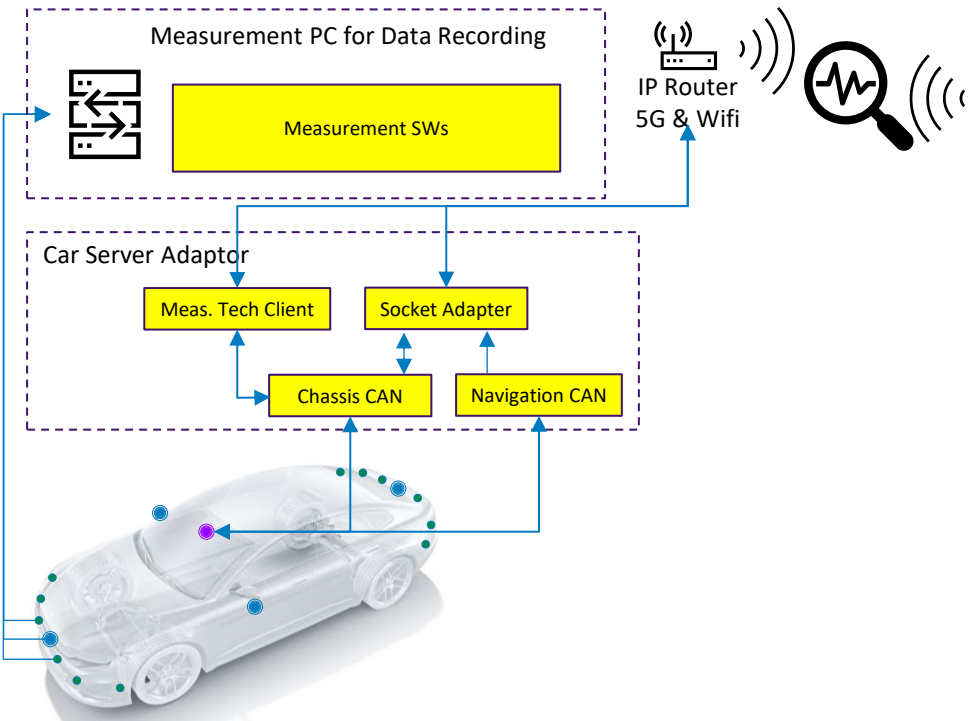 Measurement PC for Data Recording
Measurement SWs
IP Router
5G & Wifi
Car Server Adaptor
Meas. Tech Client
Socket Adapter
Chassis CAN
Navigation CAN